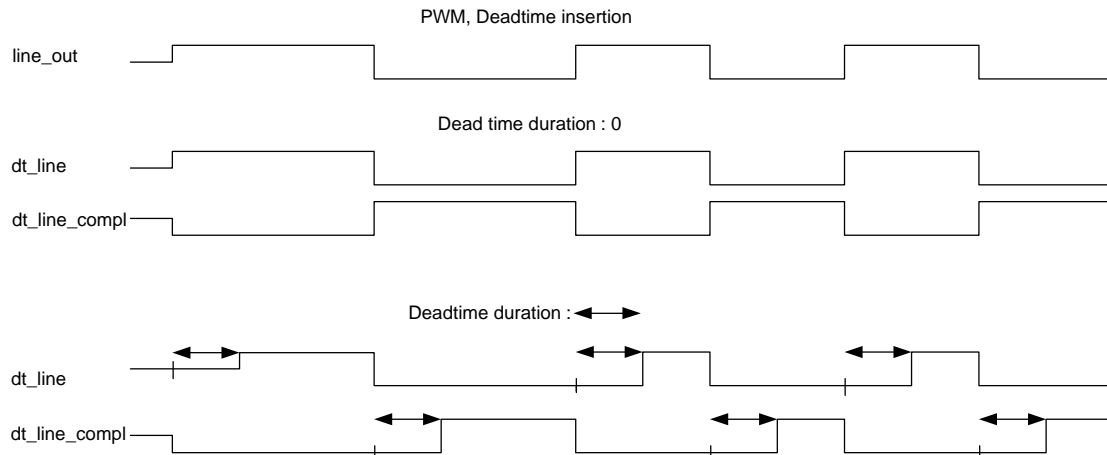 PWM, Deadtime insertion
line_out
Dead time duration : 0
dt_line
dt_line_compl
Deadtime duration :
dt_line
dt_line_compl